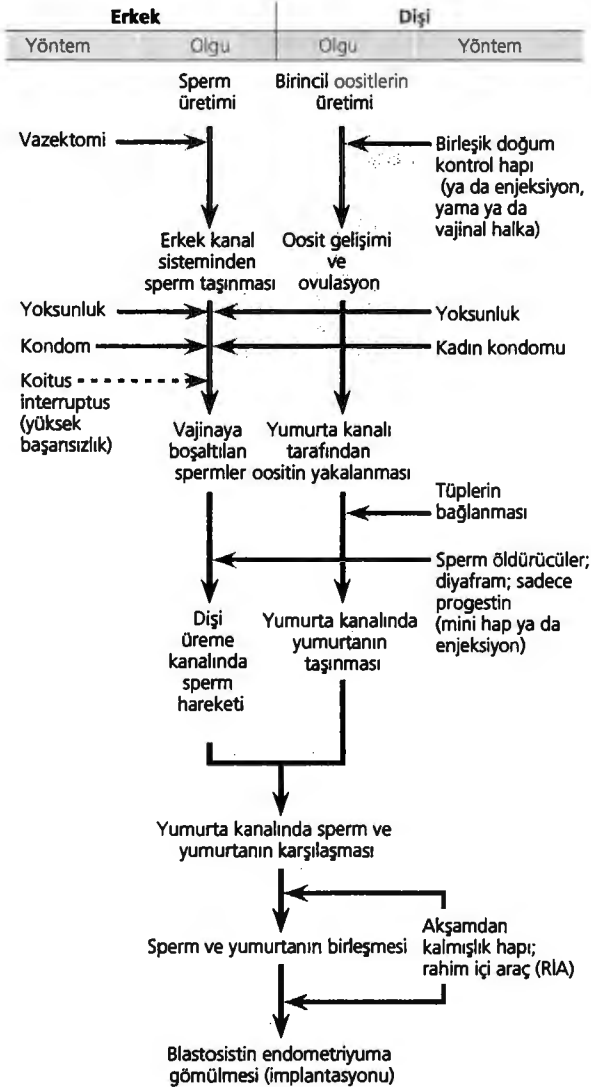 Erkek Dişi
Yöntem Olgu Olgu Yöntem
Sperm üretimi
Birincil oositlerin üretimi
Vazektomi
Birleşik doğum
kontrol hapı
(ya da enjeksiyon,
yama ya da
vajinal halka)
Erkek kanal
sisteminden
sperm taşınması
Oosit gelişimi
ve
ovulasyon
Yoksunluk
Yoksunluk
Kondom
Kadın kondomu
Koitus
interruptus
(yüksek
başarısızlık)
Vajinaya
boşaltılan
spermler
Yumurta kanalı
tarafından
oositin yakalanması
Tüplerin
bağlanması
Sperm öldürücüler;
diyafram; sadece
progestin
(mini hap ya da
enjeksiyon)
Dişi
üreme
kanalında
sperm
hareketi
Yumurta kanalında
yumurtanın
taşınması
Yumurta kanalında sperm ve
yumurtanın karşılaşması
Sperm ve yumurtanın birleşmesi
Akşamdan
kalmışlık hapı;
rahim içi araç (RİA)
Blastosistin endometriyuma
gömülmesi (implantasyonu)